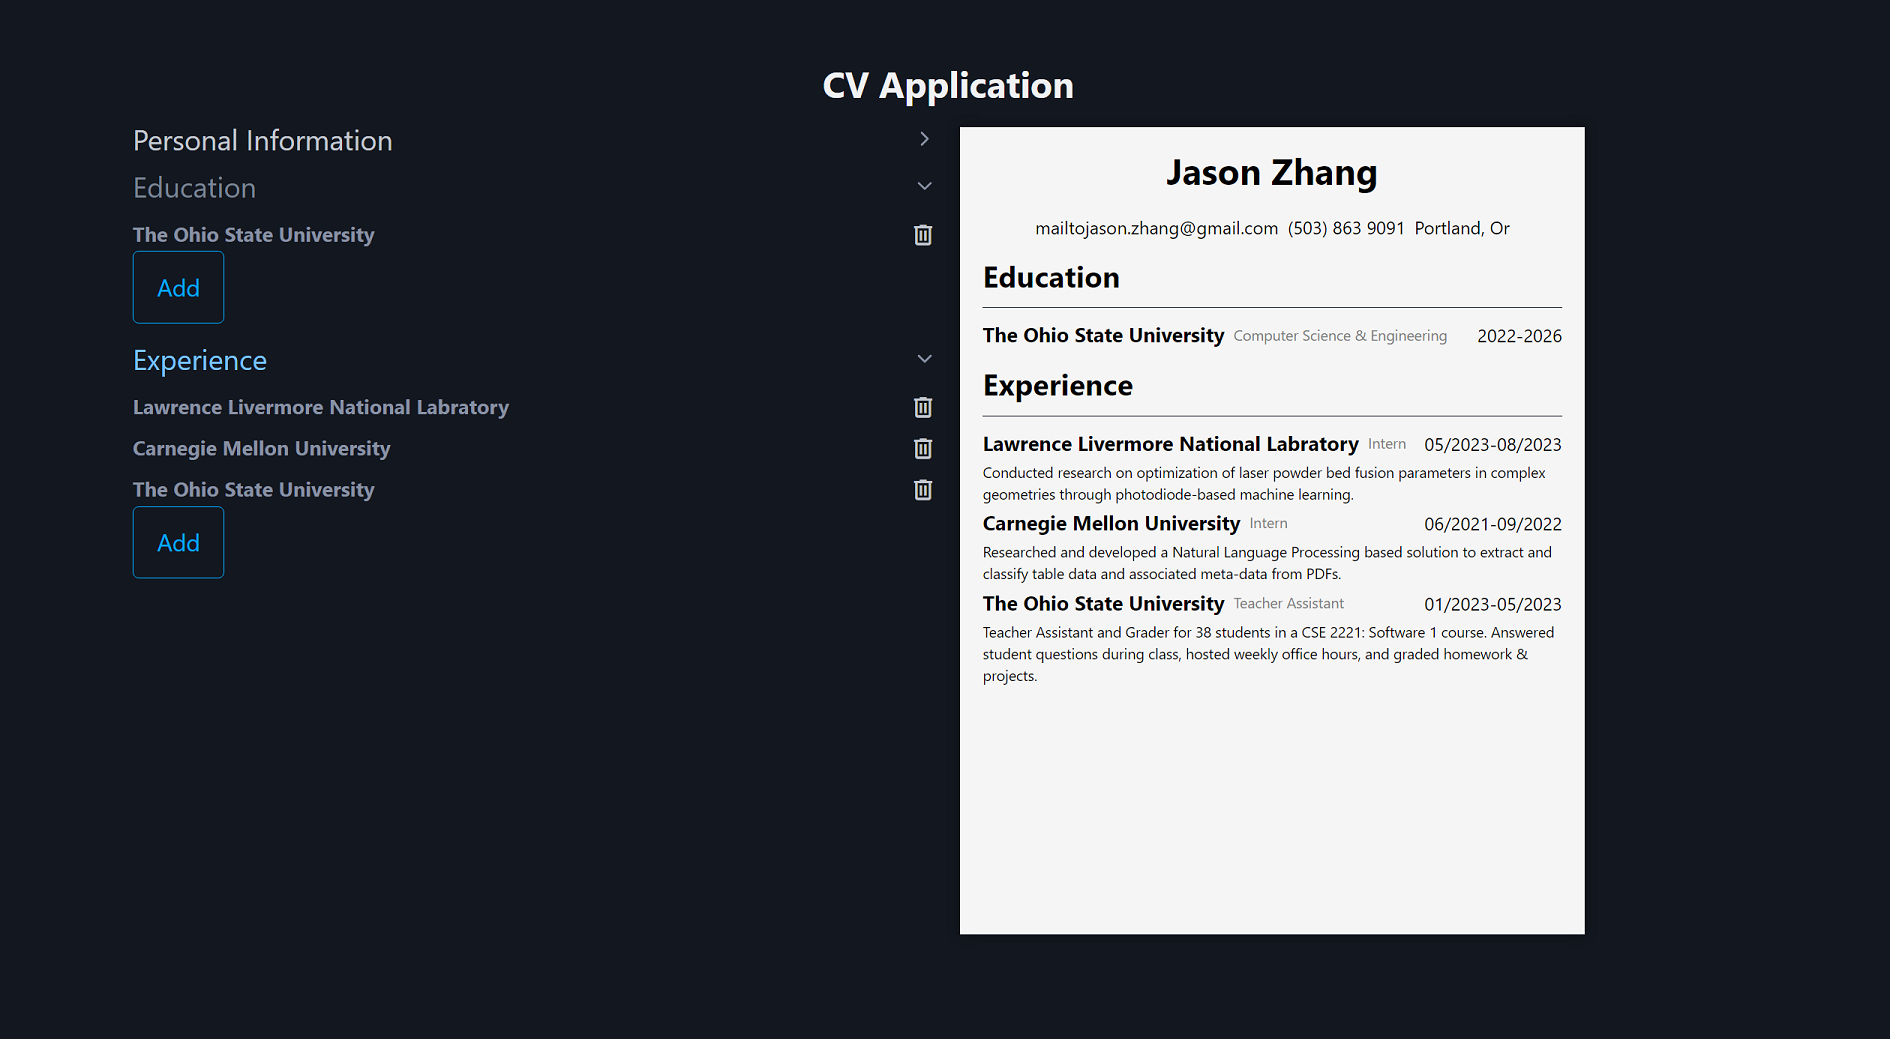 CV Application
Personal Information
Education
The Ohio State University
Add
Experience
Lawrence Livermore National Labratory
Carnegie Mellon University
The Ohio State University
Add
Jason Zhang
mailtojason.zhang@gmail.com (503) 863 9091 Portland, Or
Education
The Ohio State University Computer Science & Engineering 2022-2026
Experience
Lawrence Livermore National Labratory Intern 05/2023-08/2023
Conducted research on optimization of laser powder bed fusion parameters in complex
geometries through photodiode-based machine learning.
Carnegie Mellon University Intern 06/2021-09/2022
Researched and developed a Natural Language Processing based solution to extract and
classify table data and associated meta-data from PDFs.
The Ohio State University Teacher Assistant 01/2023-05/2023
Teacher Assistant and Grader for 38 students in a CSE 2221: Software 1 course. Answered
student questions during class, hosted weekly office hours, and graded homework &
projects.